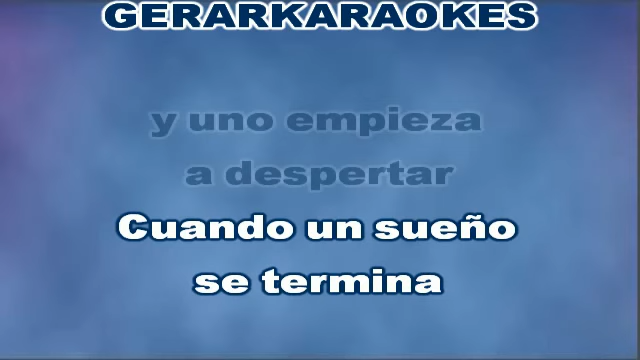 GERARKARAOKES
y uno empieza
a despertar
Cuando un sueño
se termina